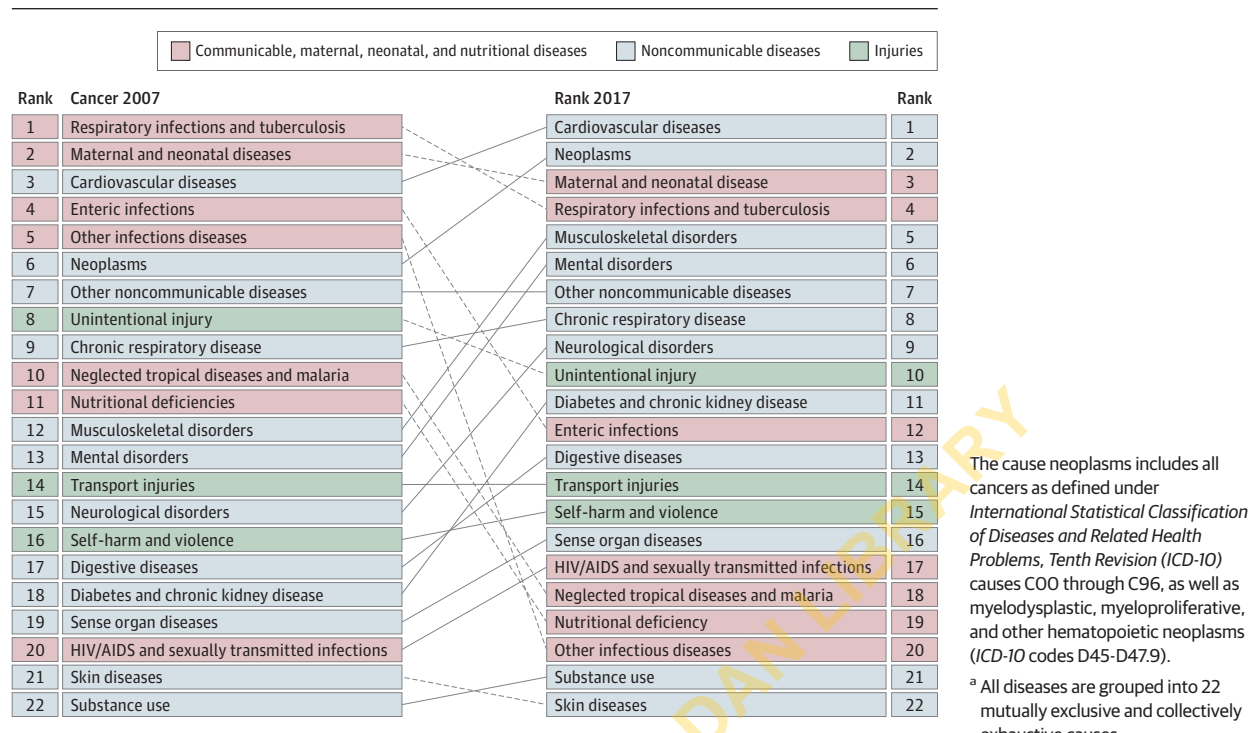 Communicable, maternal, neonatal, and nutritional diseases Noncommunicable diseases Injuries
Rank Cancer 2007 Rank 2017 Rank
1 Respiratory infections and tuberculosis Cardiovascular diseases 1
2 Maternal and neonatal diseases Neoplasms 2
3 Cardiovascular diseases Maternal and neonatal disease 3
4 Enteric infections Respiratory infections and tuberculosis 4
5 Other infections diseases Musculoskeletal disorders 5
6 Neoplasms Mental disorders 6
7 Other noncommunicable diseases Other noncommunicable diseases 7
8 Unintentional injury Chronic respiratory disease 8
9 Chronic respiratory disease Neurological disorders 9
10 Neglected tropical diseases and malaria Unintentional injury 10
11 Nutritional deficiencies Diabetes and chronic kidney disease 11
12 Musculoskeletal disorders Enteric infections 12
13 Mental disorders Digestive diseases 13
14 Transport injuries Transport injuries 14
15 Neurological disorders Self-harm and violence 15
16 Self-harm and violence Sense organ diseases 16
17 Digestive diseases HIV/AIDS and sexually transmitted infections 17
18 Diabetes and chronic kidney disease Neglected tropical diseases and malaria 18
19 Sense organ diseases Nutritional deficiency 19
20 HIV/AIDS and sexually transmitted infections Other infectious diseases 20
21 Skin diseases Substance use 21
22 Substance use Skin diseases 22
The cause neoplasms includes all
cancers as defined under
International Statistical Classification
of Diseases and Related Health
Problems, Tenth Revision (ICD-10)
causes C00 through C96, as well as
myelodysplastic, myeloproliferative,
and other hematopoietic neoplasms
(ICD-10 codes D45-D47.9).
a All diseases are grouped into 22
mutually exclusive and collectively
DAN LIBRARY